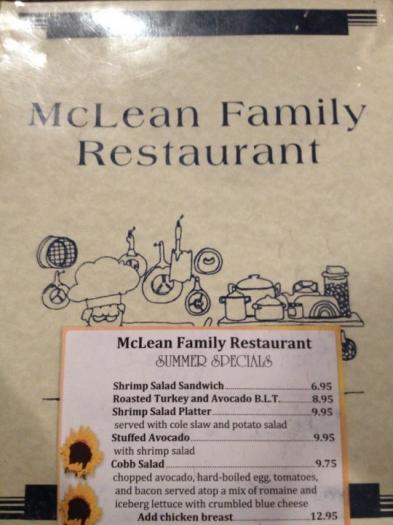 McLean Family
Restaurant
McLean Family Restaurant
SUMMER SPECIALS
Shrimp Salad Sandwich 6.95
Roasted Turkey and Avocado B.L.T. 8.95
Shrimp Salad Platter 9.95
served with cole slaw and potato salad
Stuffed Avocado 9.95
with shrimp salad
Cobb Salad 9.75
chopped avocado, hard-boiled egg, tomatoes,
and bacon served atop a mix of romaine and
iceberg lettuce with crumbled blue cheese
Add chicken breast 12.95